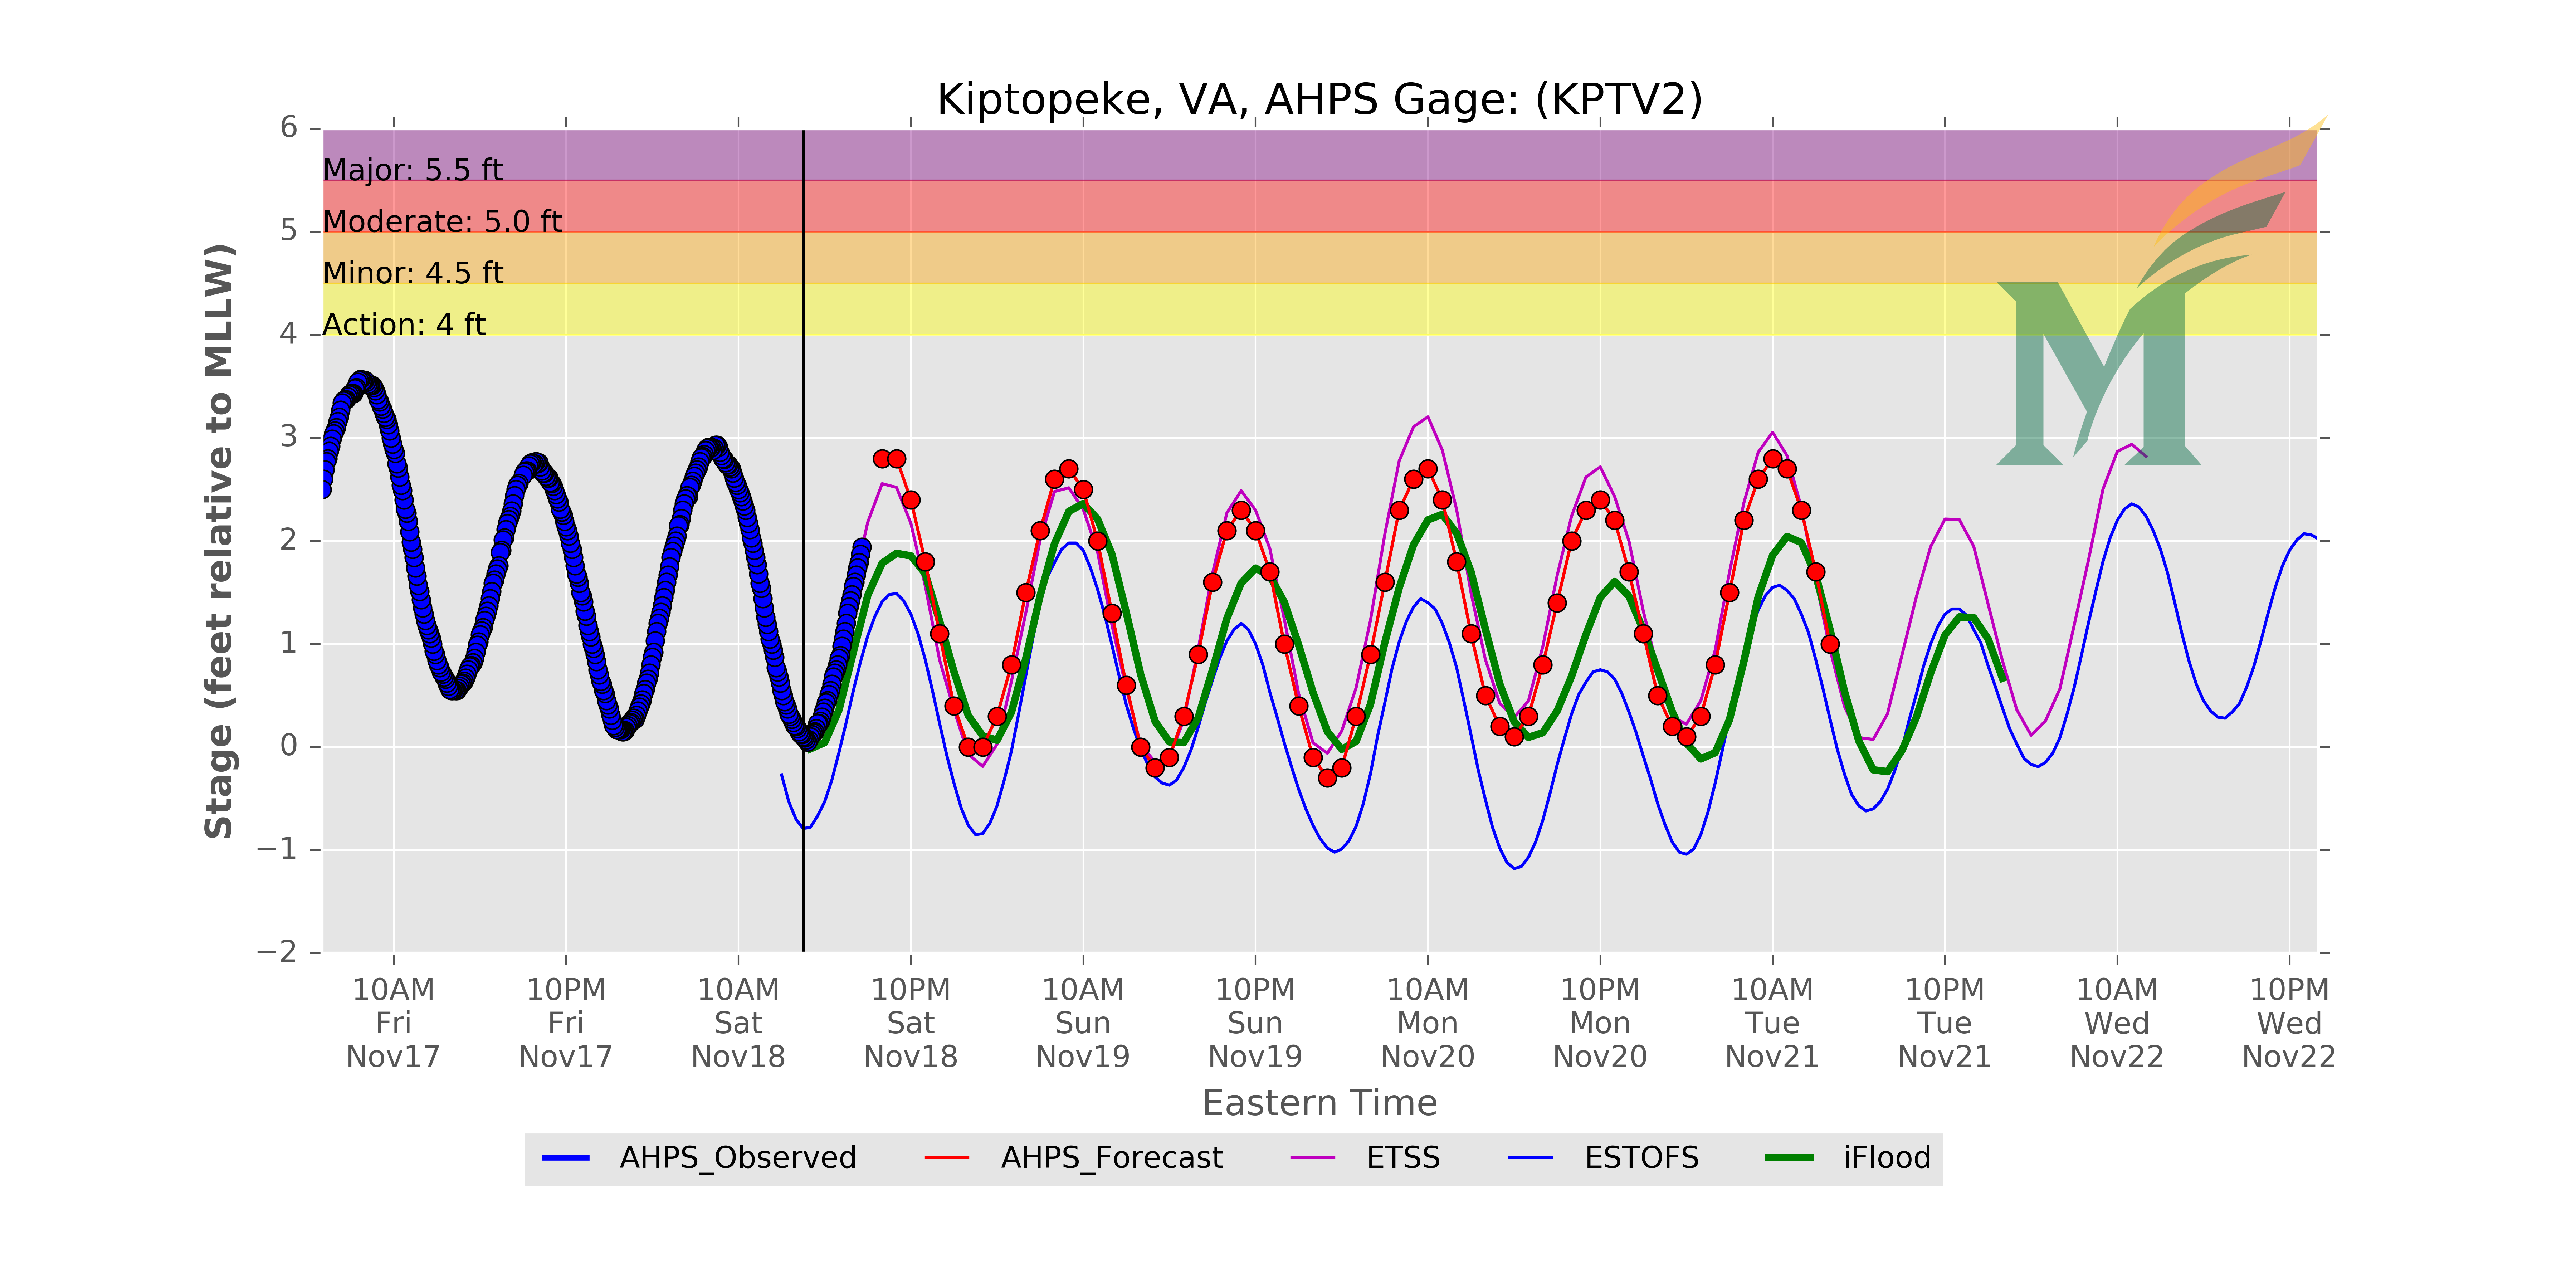 Kiptopeke, VA, AHPS Gage: (KPTV2)
Stage (feet relative to MLLW)
6
5
4
3
2
1
0
−1
−2
Major: 5.5 ft
Moderate: 5.0 ft
Minor: 4.5 ft
Action: 4 ft
M
10AM 10PM 10AM 10PM 10AM 10PM 10AM 10PM 10AM 10PM 10AM 10PM
Fri Fri Sat Sat Sun Sun Mon Mon Tue Tue Wed Wed
Nov17 Nov17 Nov18 Nov18 Nov19 Nov19 Nov20 Nov20 Nov21 Nov21 Nov22 Nov22
Eastern Time
AHPS_Observed AHPS_Forecast ETSS ESTOFS iFlood